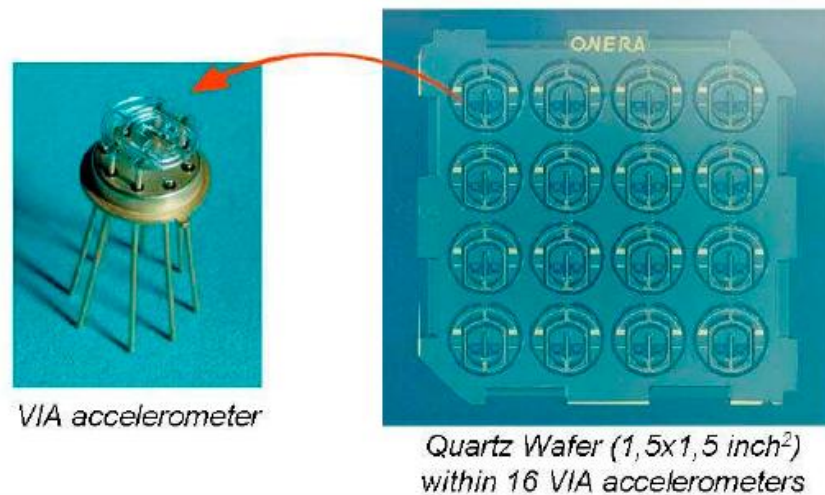 ONERA
VIA accelerometer
Quartz Wafer (1,5x1,5 inch²)
within 16 VIA accelerometers